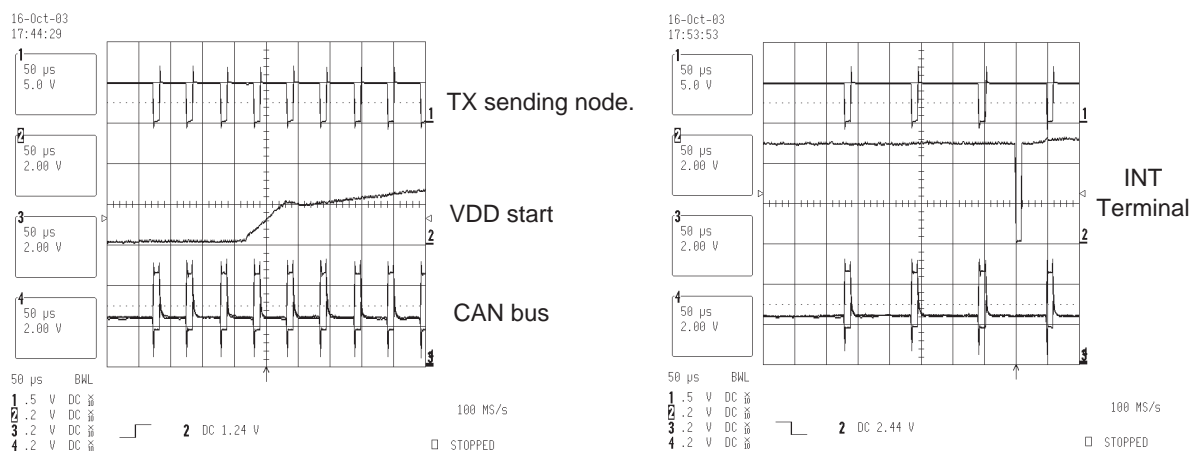 16-Oct-03
17:44:29
1
50 µs
5.0 V
2
50 µs
2.00 V
3
50 µs
2.00 V
4
50 µs
2.00 V
50 µs BWL
1 .5 V DC
2 .2 V DC
3 .2 V DC
4 .2 V DC
1
2
2 DC 1.24 V
100 MS/s
STOPPED
TX sending node.
VDD start
CAN bus
16-Oct-03
17:53:53
1
50 µs
5.0 V
2
50 µs
2.00 V
3
50 µs
2.00 V
4
50 µs
2.00 V
50 µs BWL
1 .5 V DC
2 .2 V DC
3 .2 V DC
4 .2 V DC
1
2
2 DC 2.44 V
100 MS/s
STOPPED
INT
Terminal